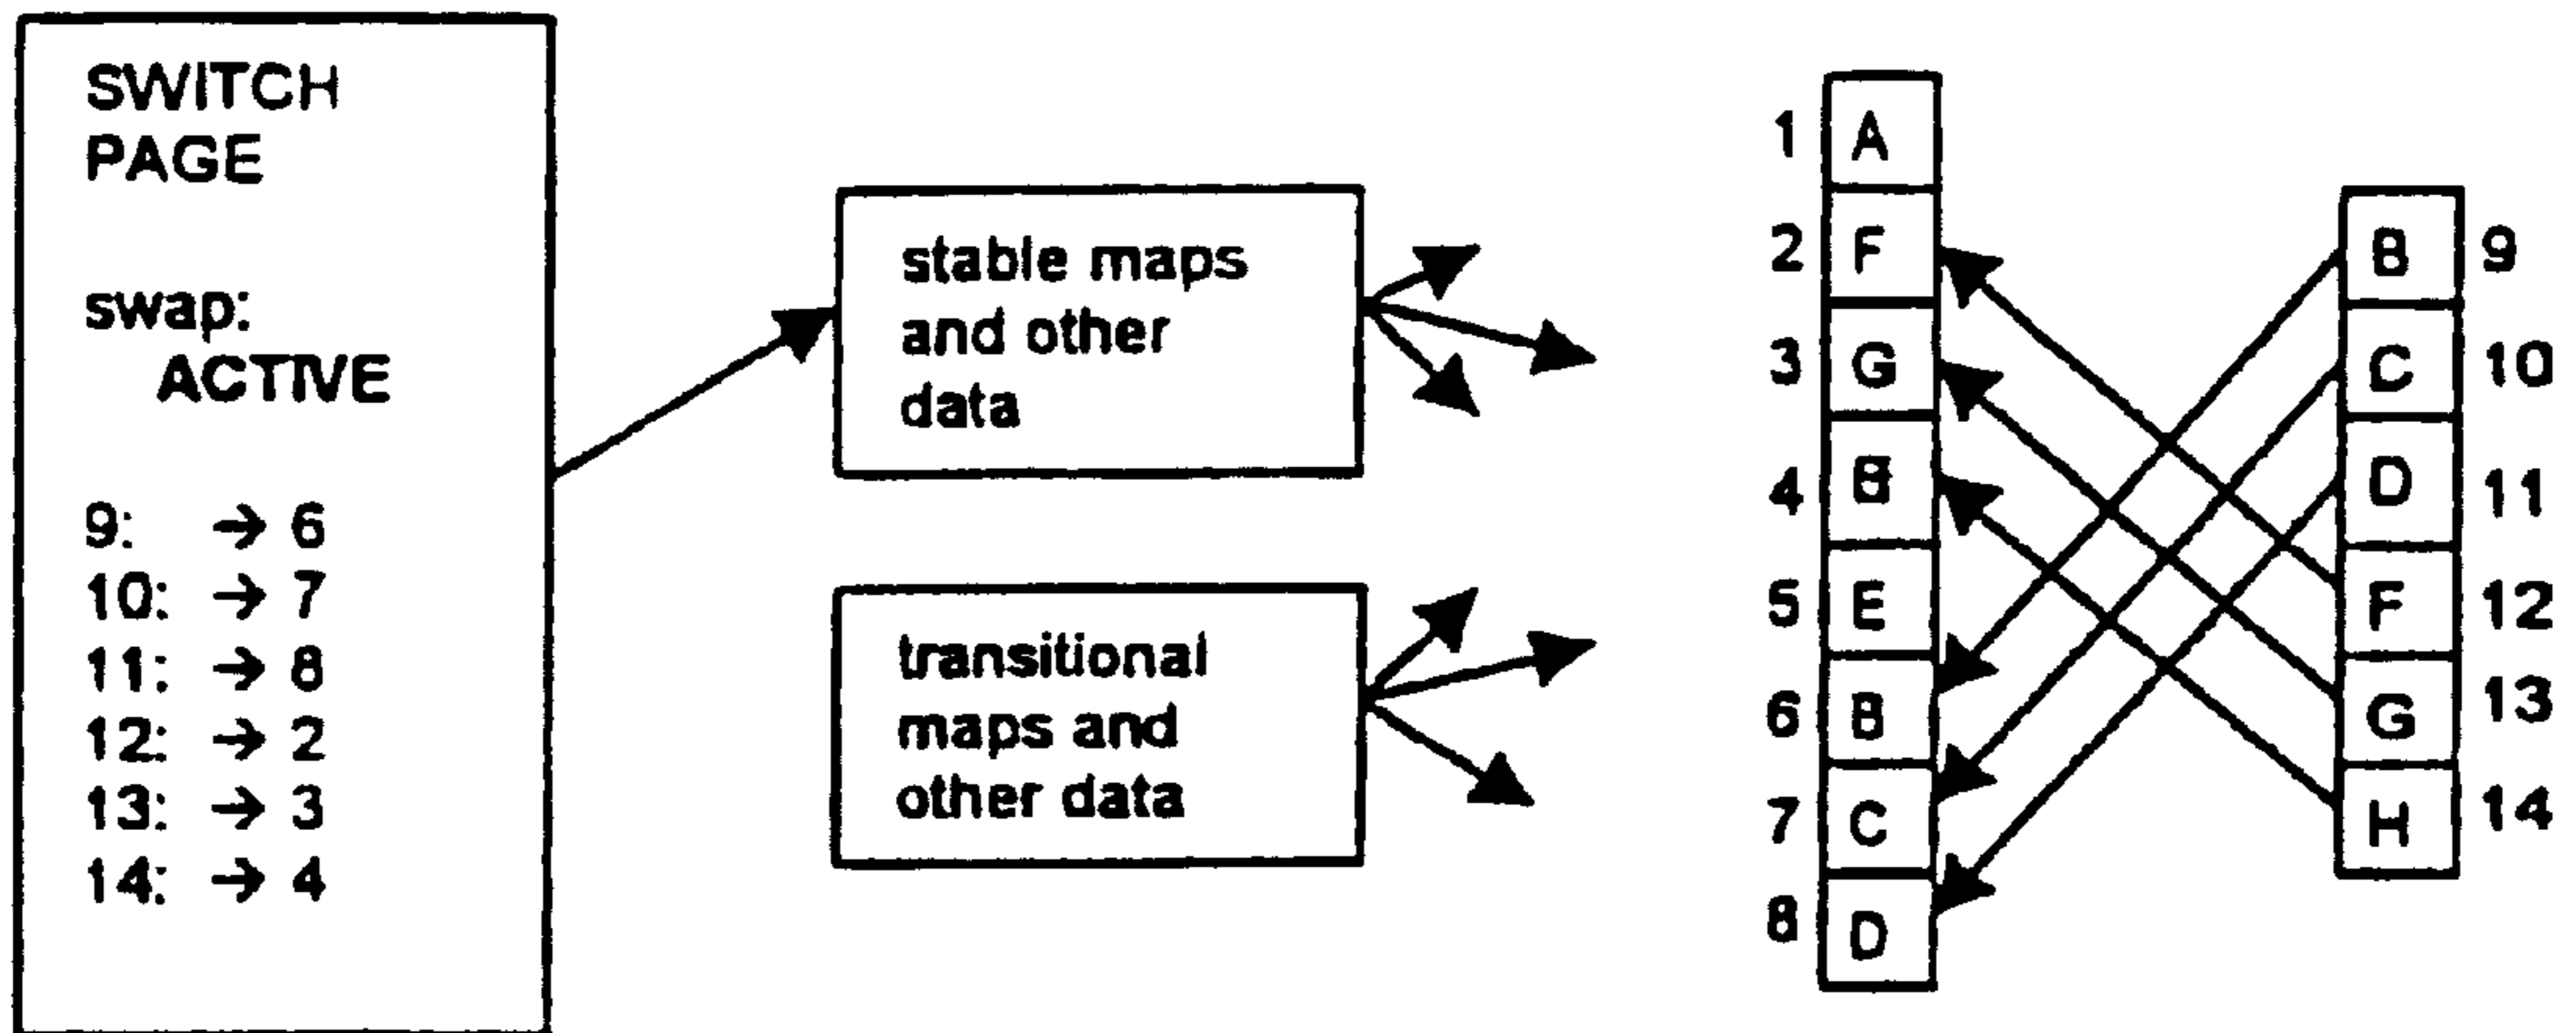 SWITCH
PAGE
swap:
ACTIVE
9: → 6
10: → 7
11: → 8
12: → 2
13: → 3
14: → 4
stable maps
and other
data
transitional
maps and
other data
1 A
2 F
3 G
4
5 E
6 B
7 C
8 D
B 9
C 10
D 11
F 12
G 13
H 14